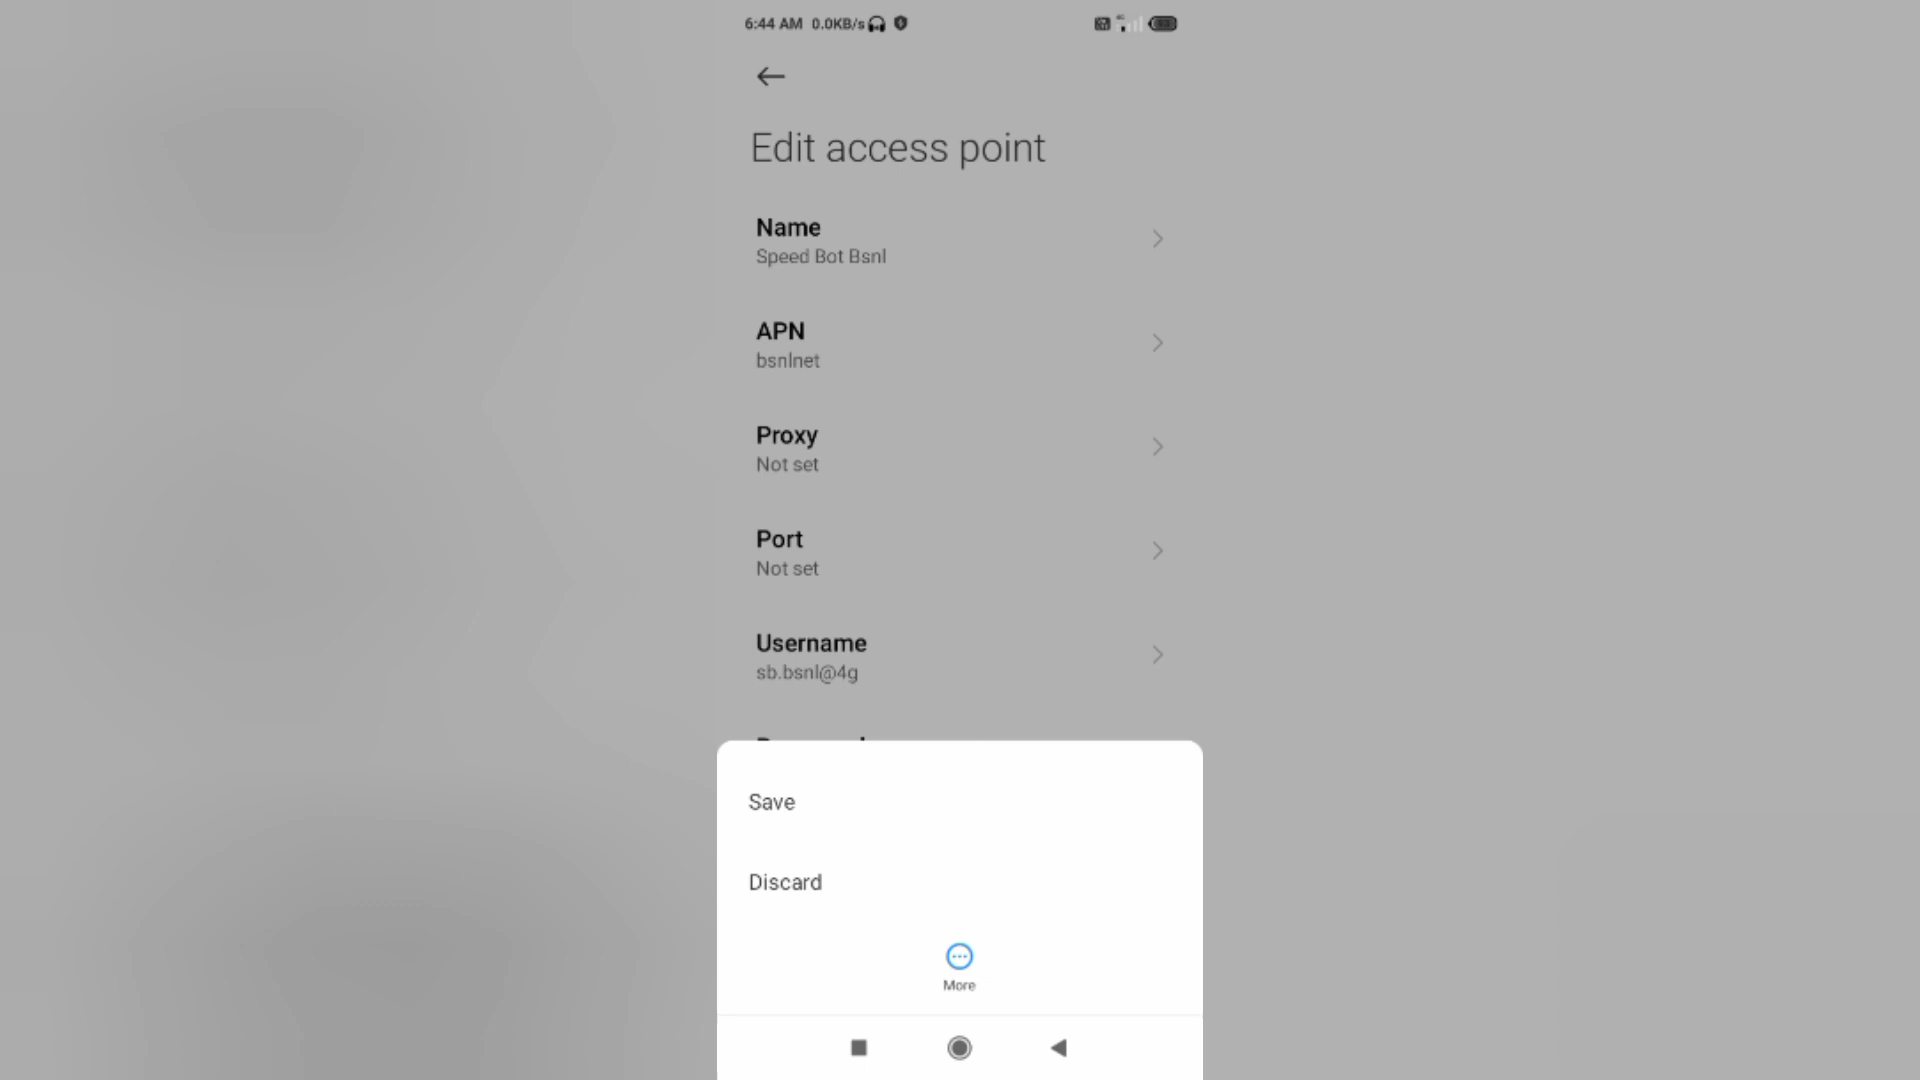 6:44 AM 0.0KB/s
4G
Edit access point
Name
Speed Bot Bsnl
APN
bsnlnet
Proxy
Not set
Port
Not set
Username
sb.bsnl@4g
Save
Discard
More